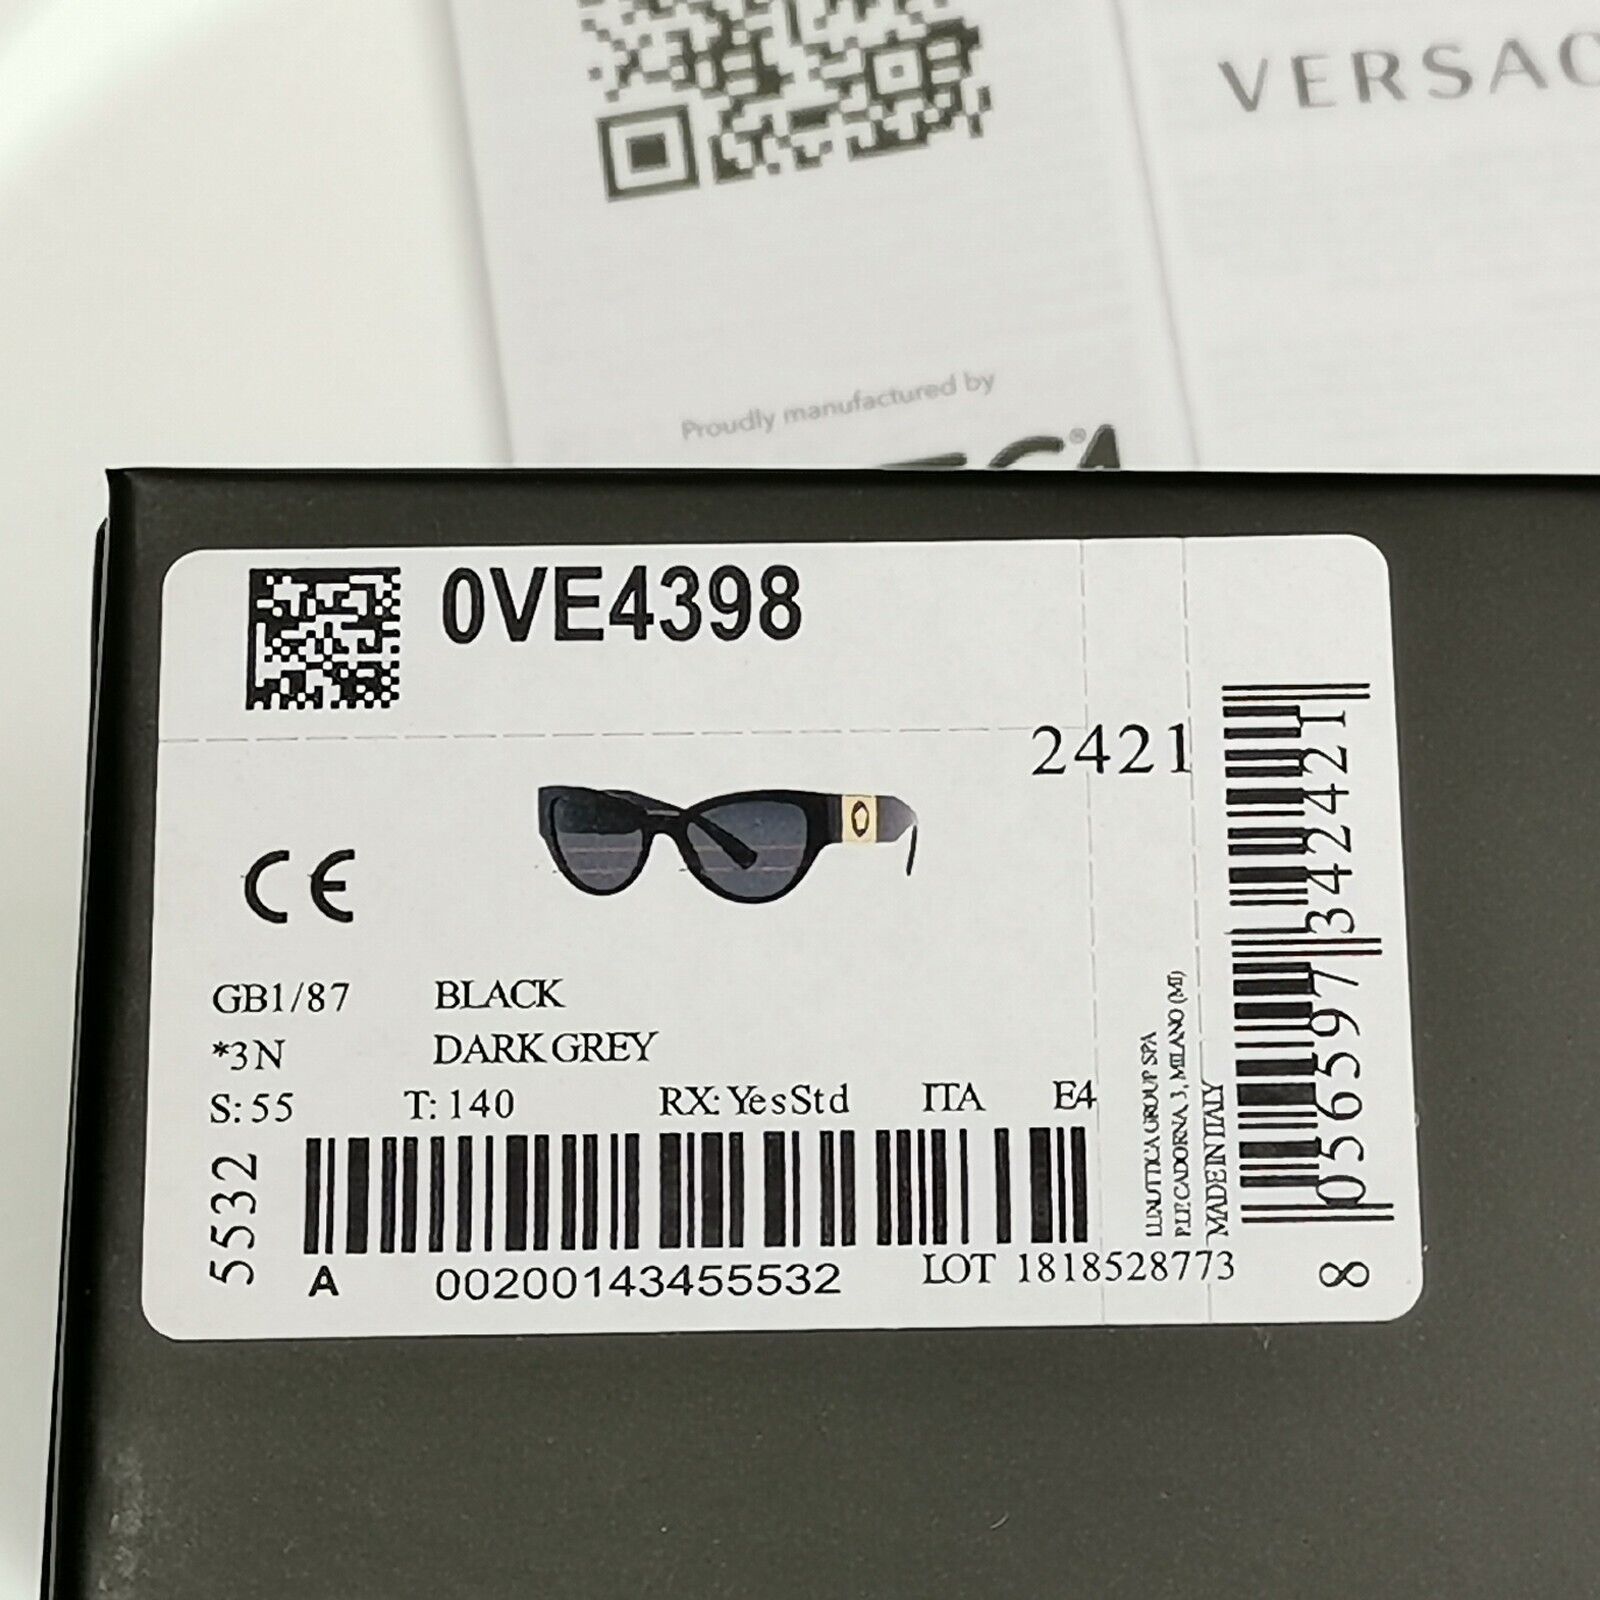 VERSAC
Proudly manufactured by
0VE4398
2421
CE
GB1/87 BLACK
*3N DARK GREY
S: 55 T: 140 RX: YesStd ITA E4
5532
A 00200143455532 LOT 1818528773
LUXOTTICA GROUP SPA
P.LE CADORNA, 3, MILANO (MI)
MADE IN ITALY
8 056597 342421